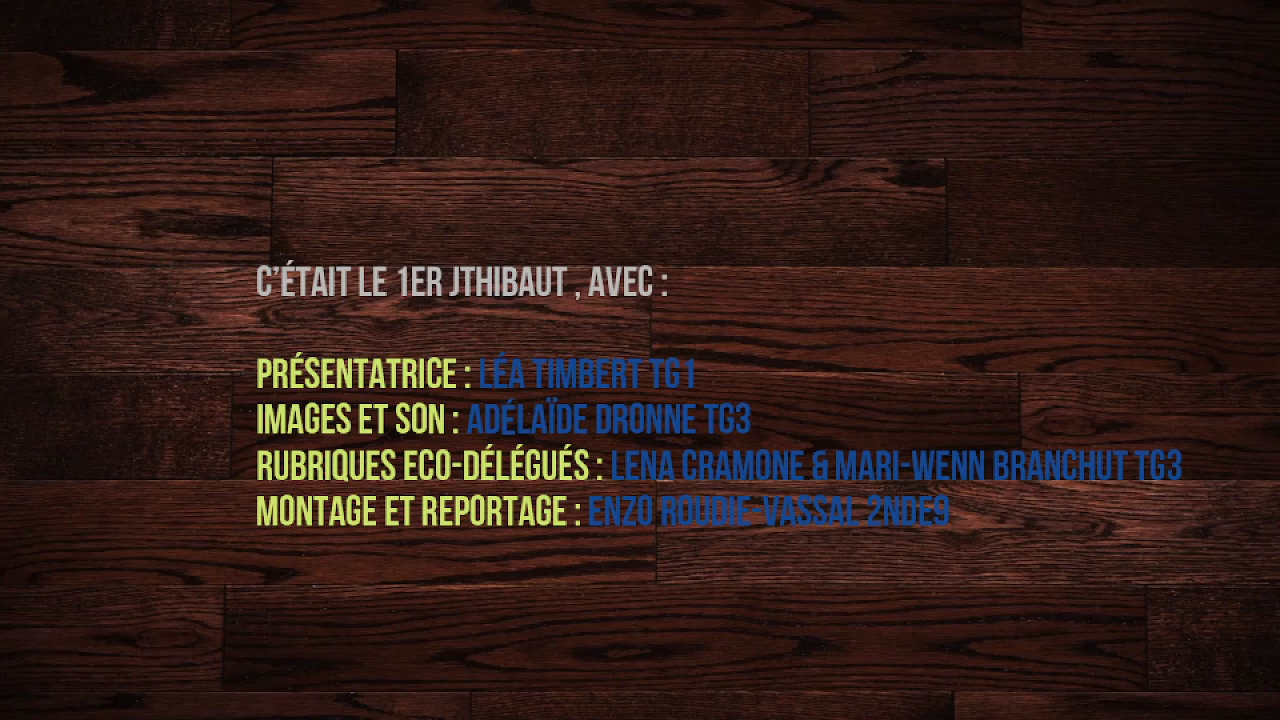 C'ÉTAIT LE 1ER JTHIBAUT , AVEC :
PRÉSENTATRICE : LÉA TIMBERT TG1
IMAGES ET SON : ADÉLAÏDE DRONNE TG3
RUBRIQUES ECO-DÉLÉGUÉS : LENA CRAMONE & MARI-WENN BRANCHUT TG3
MONTAGE ET REPORTAGE : ENZO ROUDIE-VASSAL 2NDE9